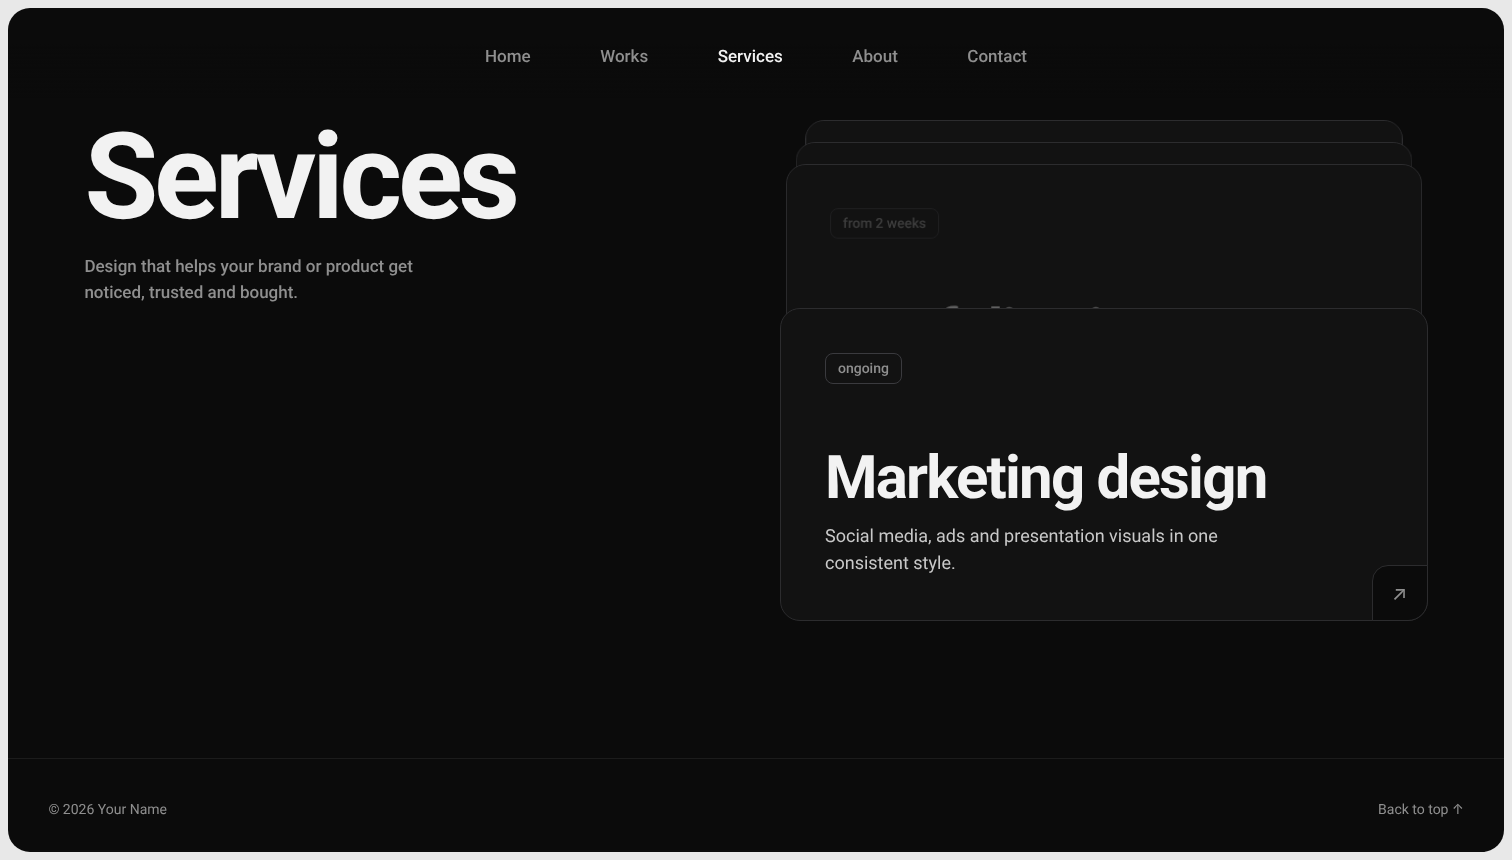 Home Works Services About Contact
Services
Design that helps your brand or product get
noticed, trusted and bought.
from 2 weeks
ongoing
Marketing design
Social media, ads and presentation visuals in one
consistent style.
© 2026 Your Name
Back to top ↑